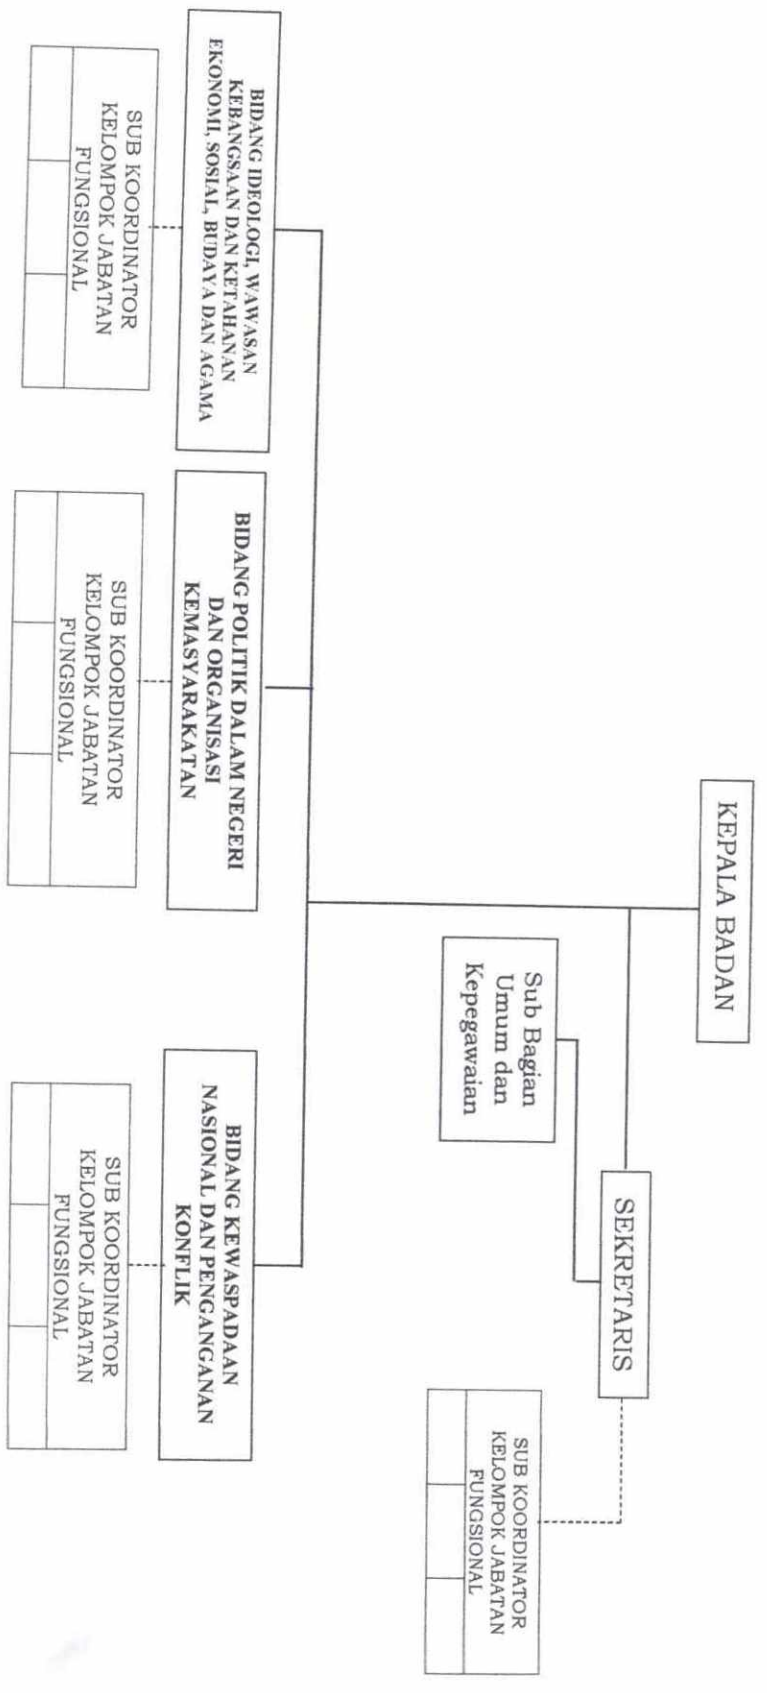 KEPALA BADAN
SEKRETARIS
Sub Bagian
Umum dan
Kepegawaian
SUB KOORDINATOR
KELOMPOK JABATAN
FUNGSIONAL
BIDANG IDEOLOGI, WAWASAN
KEBANGSAAN DAN KETAHANAN
EKONOMI, SOSIAL, BUDAYA DAN AGAMA
BIDANG POLITIK DALAM NEGERI
DAN ORGANISASI
KEMASYARAKATAN
BIDANG KEWASPADAAN
NASIONAL DAN PENGANGANAN
KONFLIK
SUB KOORDINATOR
KELOMPOK JABATAN
FUNGSIONAL
SUB KOORDINATOR
KELOMPOK JABATAN
FUNGSIONAL
SUB KOORDINATOR
KELOMPOK JABATAN
FUNGSIONAL